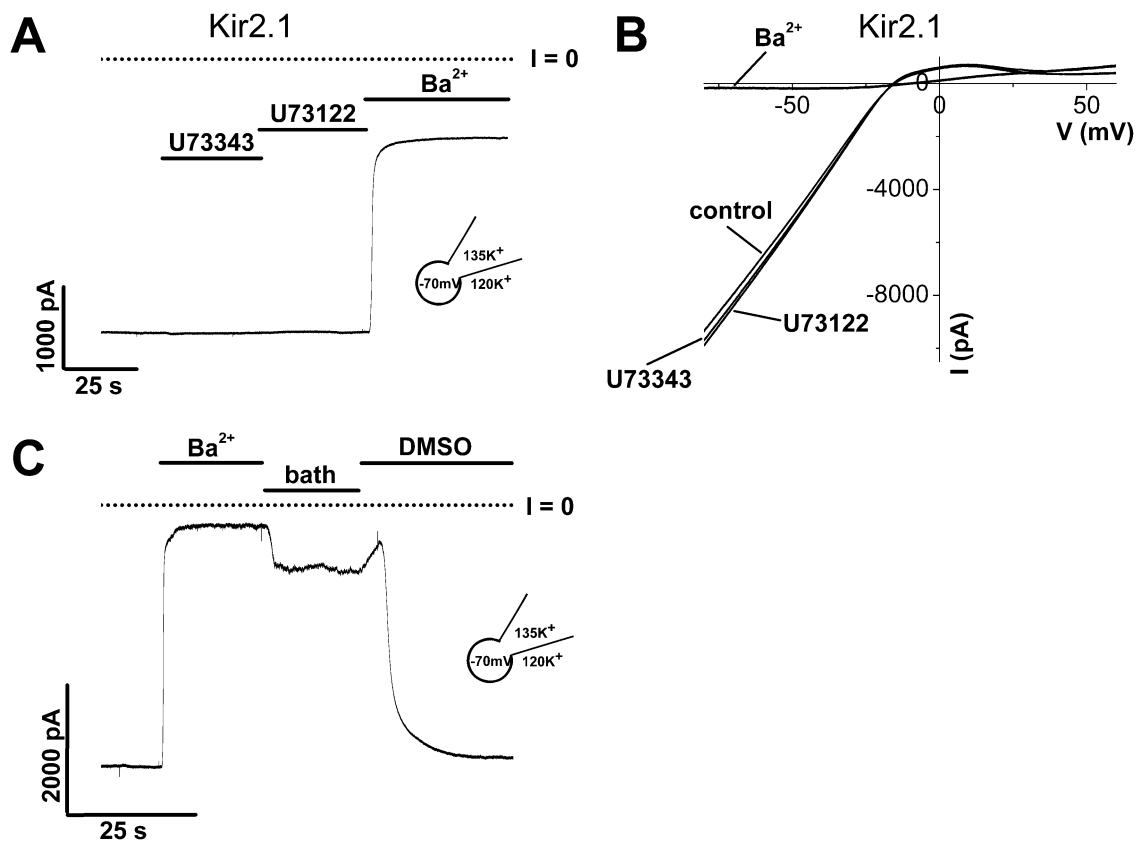 A
Kir2.1
I = 0
Ba2+
U73122
U73343
135K+
-70mV
120K+
1000 pA
25 s
B
Kir2.1
Ba2+
0
-50
0
50
V (mV)
-4000
control
-8000
U73122
I (pA)
U73343
C
Ba2+
DMSO
bath
I = 0
135K+
-70mV
120K+
2000 pA
25 s